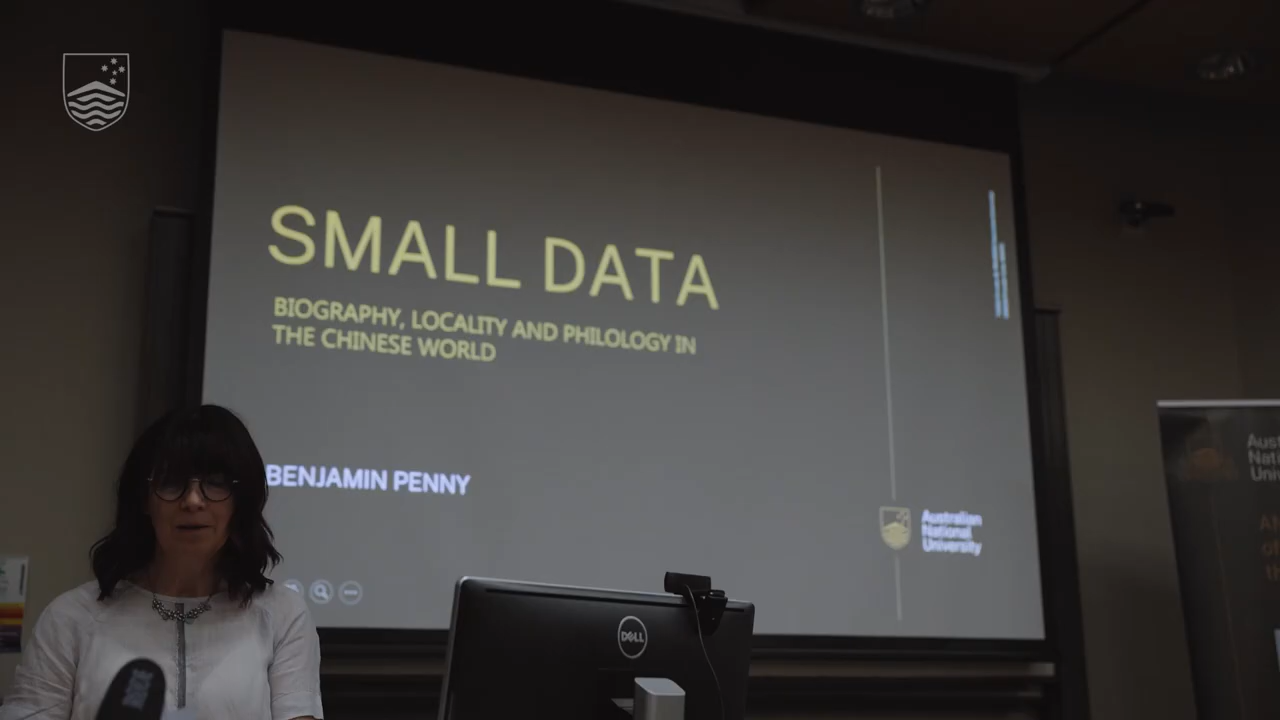 SMALL DATA
BIOGRAPHY, LOCALITY AND PHILOLOGY IN
THE CHINESE WORLD
BENJAMIN PENNY
Australian
National
University
DELL